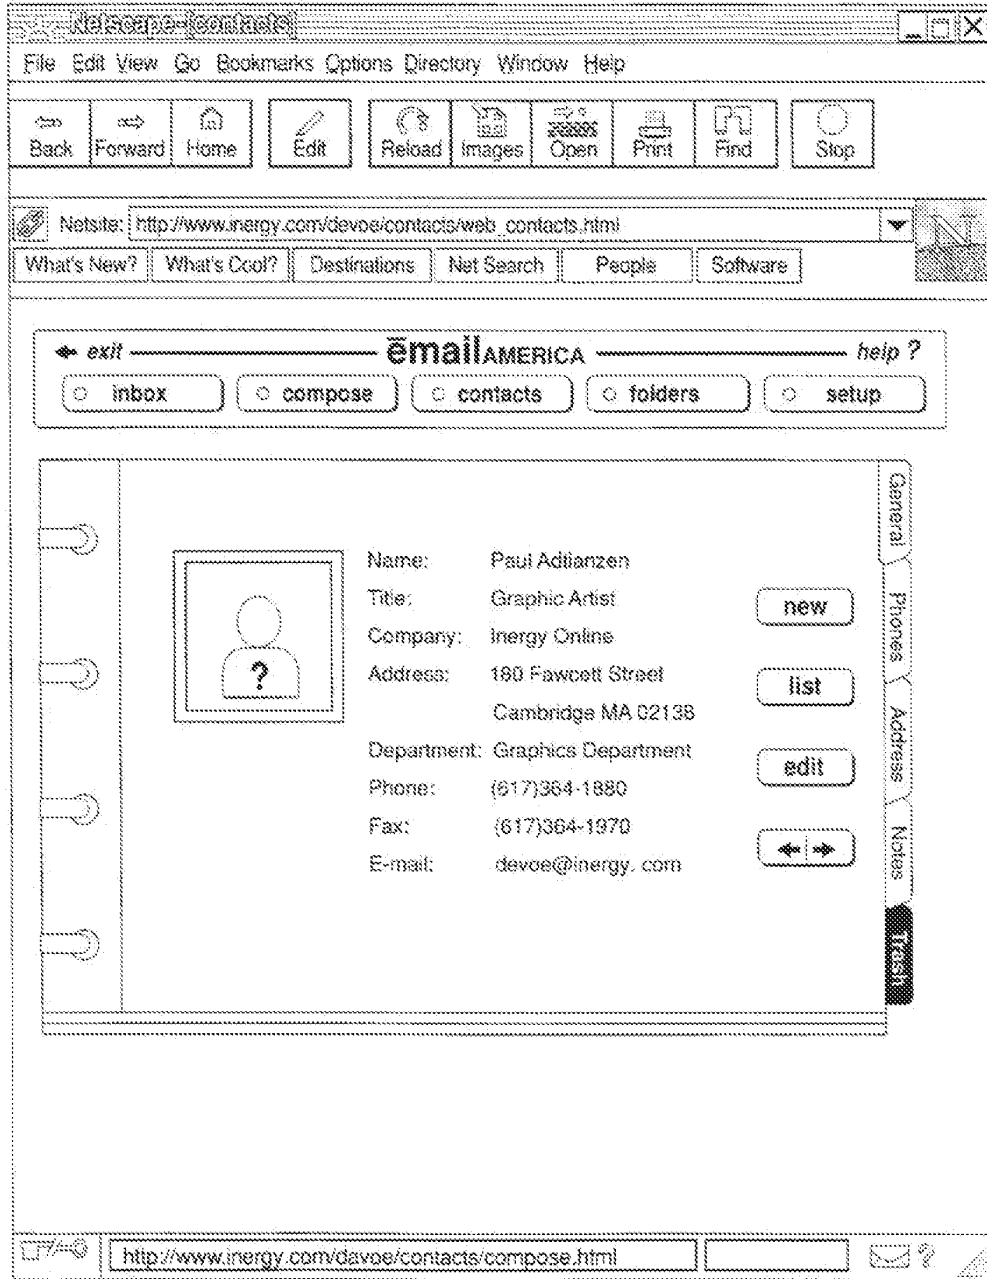 Netscape-[contacts]
File Edit View Go Bookmarks Options Directory Window Help
Back Forward Home Edit Reload Images Open Print Find Stop
Netsite: http://www.inergy.com/devoe/contacts/web_contacts.html
N
What's New? What's Cool? Destinations Net Search People Software
exit ēmail AMERICA help ?
inbox compose contacts folders setup
General
Phones
Address
Notes
Trash
?
Name: Paul Adtianzen
Title: Graphic Artist
Company: Inergy Online
Address: 180 Fawcett Street
Cambridge MA 02138
Department: Graphics Department
Phone: (617)364-1880
Fax: (617)364-1970
E-mail: devoe@inergy. com
new
list
edit
http://www.inergy.com/davoe/contacts/compose.html
?